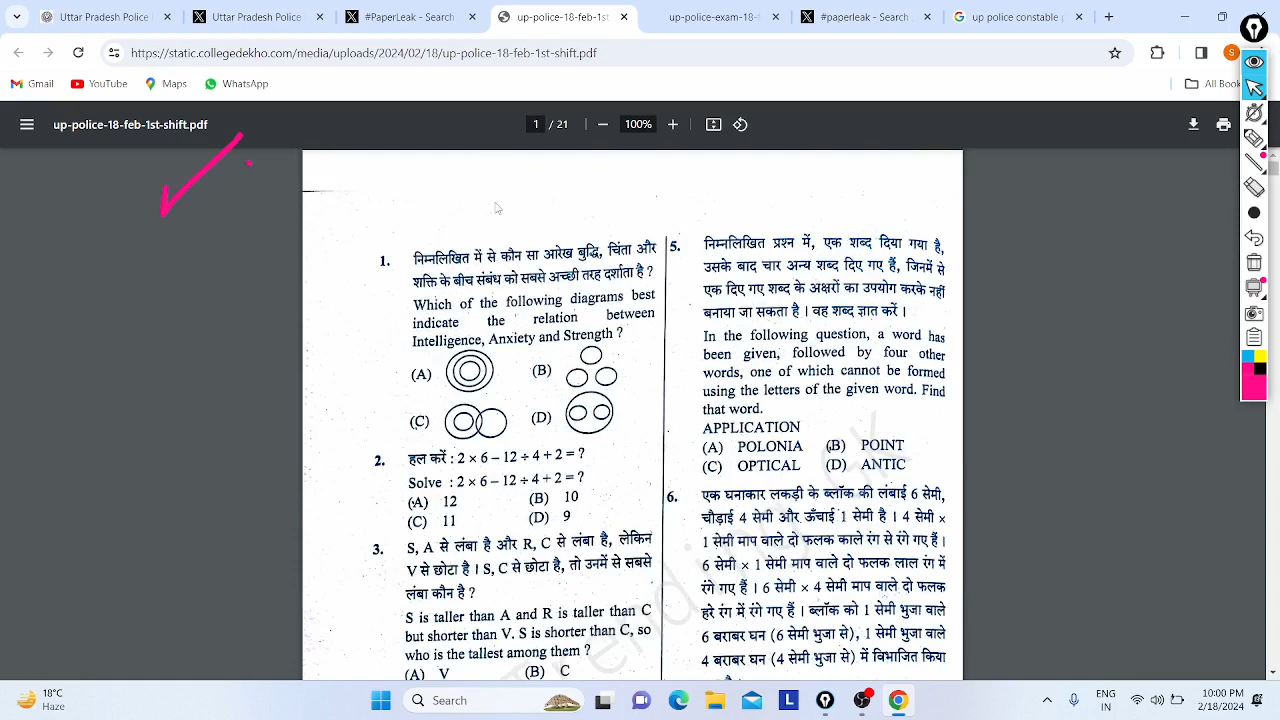 Uttar Pradesh Police
Uttar Pradesh Police
#PaperLeak - Search
up-police-18-feb-1st
up-exam-18-1st
#paperleak - Search
upolice constable p
https://static.collegedekho.com/media/uploads/2024/02/18/up-police-18-feb-1st-shift.pdf
S
Gmail
YouTube
Maps
WhatsApp
All Book
up-police-18-feb-1st-shift.pdf
1 / 21
100%
1. निम्नलिखित में से कौन सा आरेख बुद्धि, चिंता और
शक्ति के बीच संबंध को सबसे अच्छी तरह दर्शाता है ?
Which of the following diagrams best
indicate the relation between
Intelligence, Anxiety and Strength ?
(A)
(B)
(C)
(D)
2. हल करें : 2 × 6 – 12 ÷ 4 + 2 = ?
Solve : 2 × 6 – 12 ÷ 4 + 2 = ?
(A) 12 (B) 10
(C) 11 (D) 9
3. S, A से लंबा है और R, C से लंबा है, लेकिन
V से छोटा है । S, C से छोटा है, तो उनमें से सबसे
लंबा कौन है ?
S is taller than A and R is taller than C
but shorter than V. S is shorter than C, so
who is the tallest among them ?
(A) V (B) C
5. निम्नलिखित प्रश्न में, एक शब्द दिया गया है,
उसके बाद चार अन्य शब्द दिए गए हैं, जिनमें से
एक दिए गए शब्द के अक्षरों का उपयोग करके नहीं
बनाया जा सकता है । वह शब्द ज्ञात करें ।
In the following question, a word has
been given, followed by four other
words, one of which cannot be formed
using the letters of the given word. Find
that word.
APPLICATION
(A) POLONIA (B) POINT
(C) OPTICAL (D) ANTIC
6. एक घनाकार लकड़ी के ब्लॉक की लंबाई 6 सेमी,
चौड़ाई 4 सेमी और ऊँचाई 1 सेमी है । 4 सेमी ×
1 सेमी माप वाले दो फलक काले रंग से रंगे गए हैं ।
6 सेमी × 1 सेमी माप वाले दो फलक लाल रंग में
रंगे गए हैं । 6 सेमी × 4 सेमी माप वाले दो फलक
हरे रंग में रंगे गए हैं । ब्लॉक को 1 सेमी भुजा वाले
6 बराबर घन (6 सेमी भुजा से), 1 सेमी भुजा वाले
4 बराबर घन (4 सेमी भुजा से) में विभाजित किया
Trending GK
18°C
Haze
Search
L
ENG
IN
10:00 PM
2/18/2024